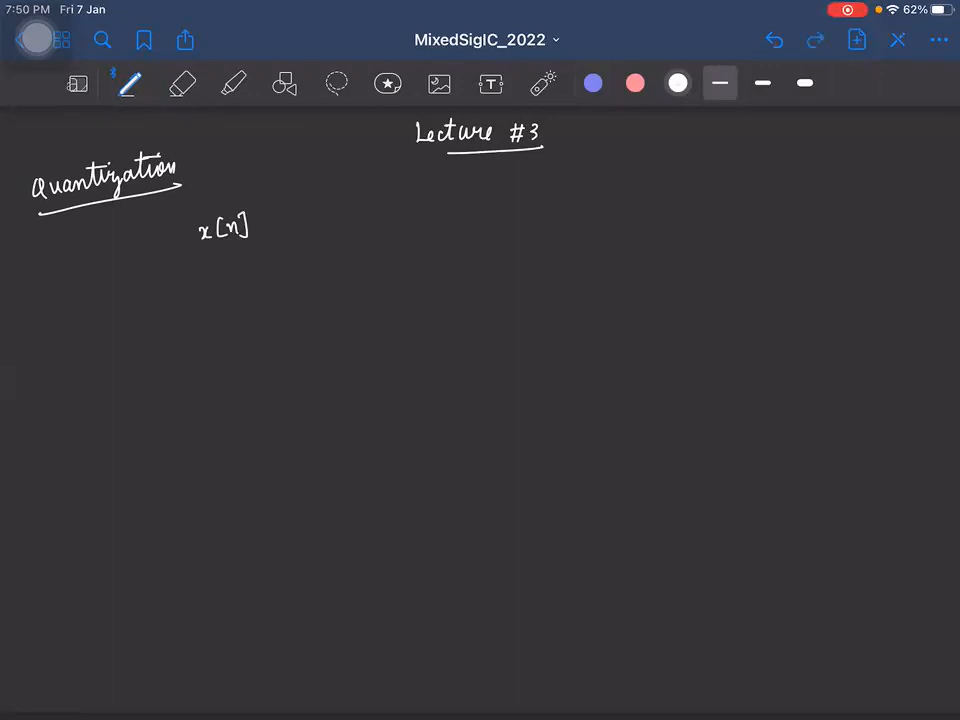 7:50 PM Fri 7 Jan
62%
MixedSigIC_2022
T
Lecture #3
Quantization
x[n]